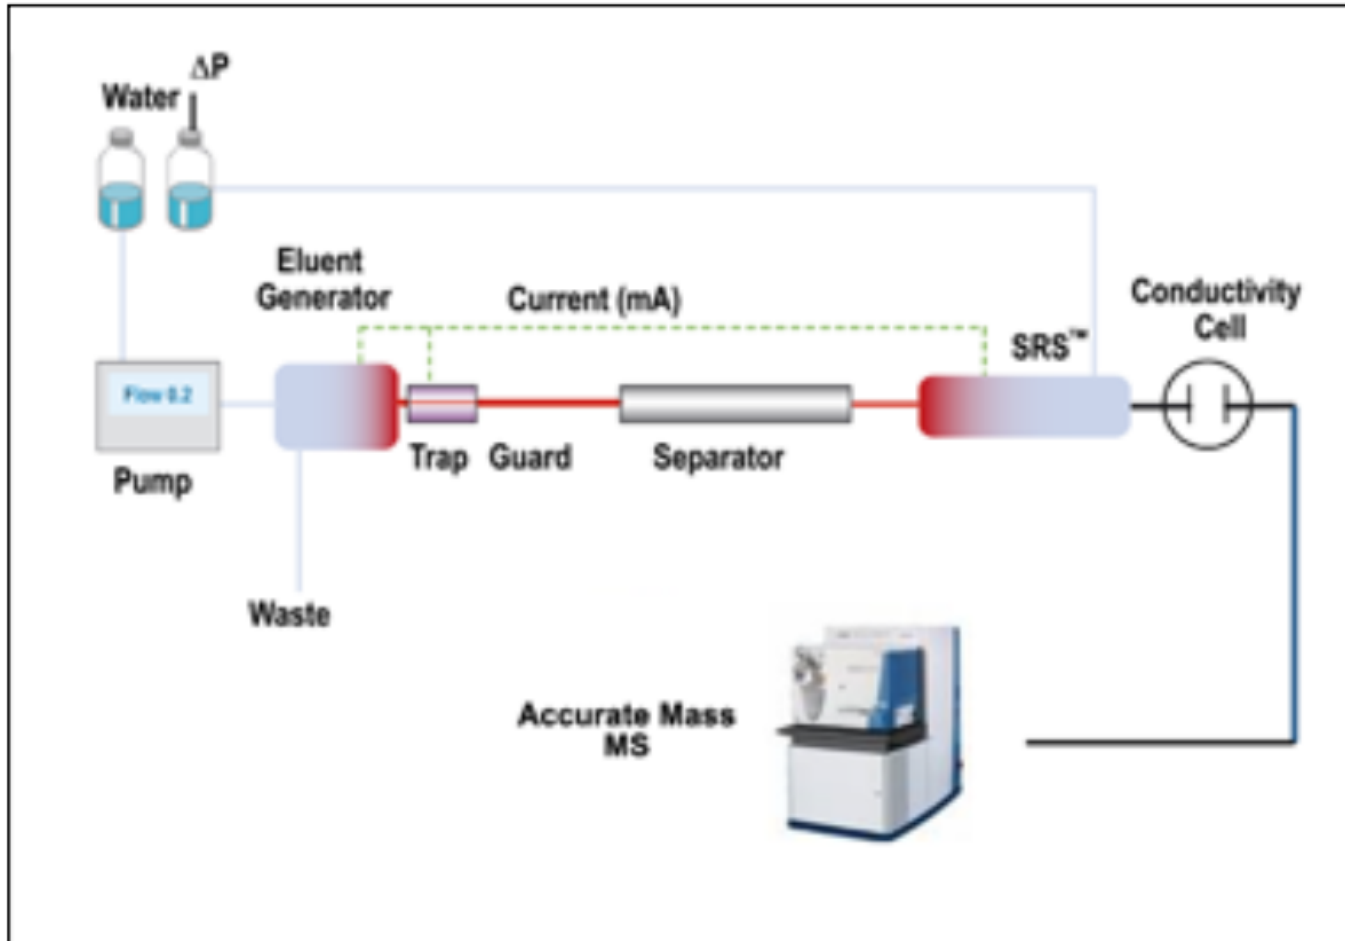 ΔP
Water
Eluent
Generator
Current (mA)
Conductivity
Cell
SRS™
Flow 0.2
Trap
Guard
Separator
Pump
Waste
Accurate Mass
MS